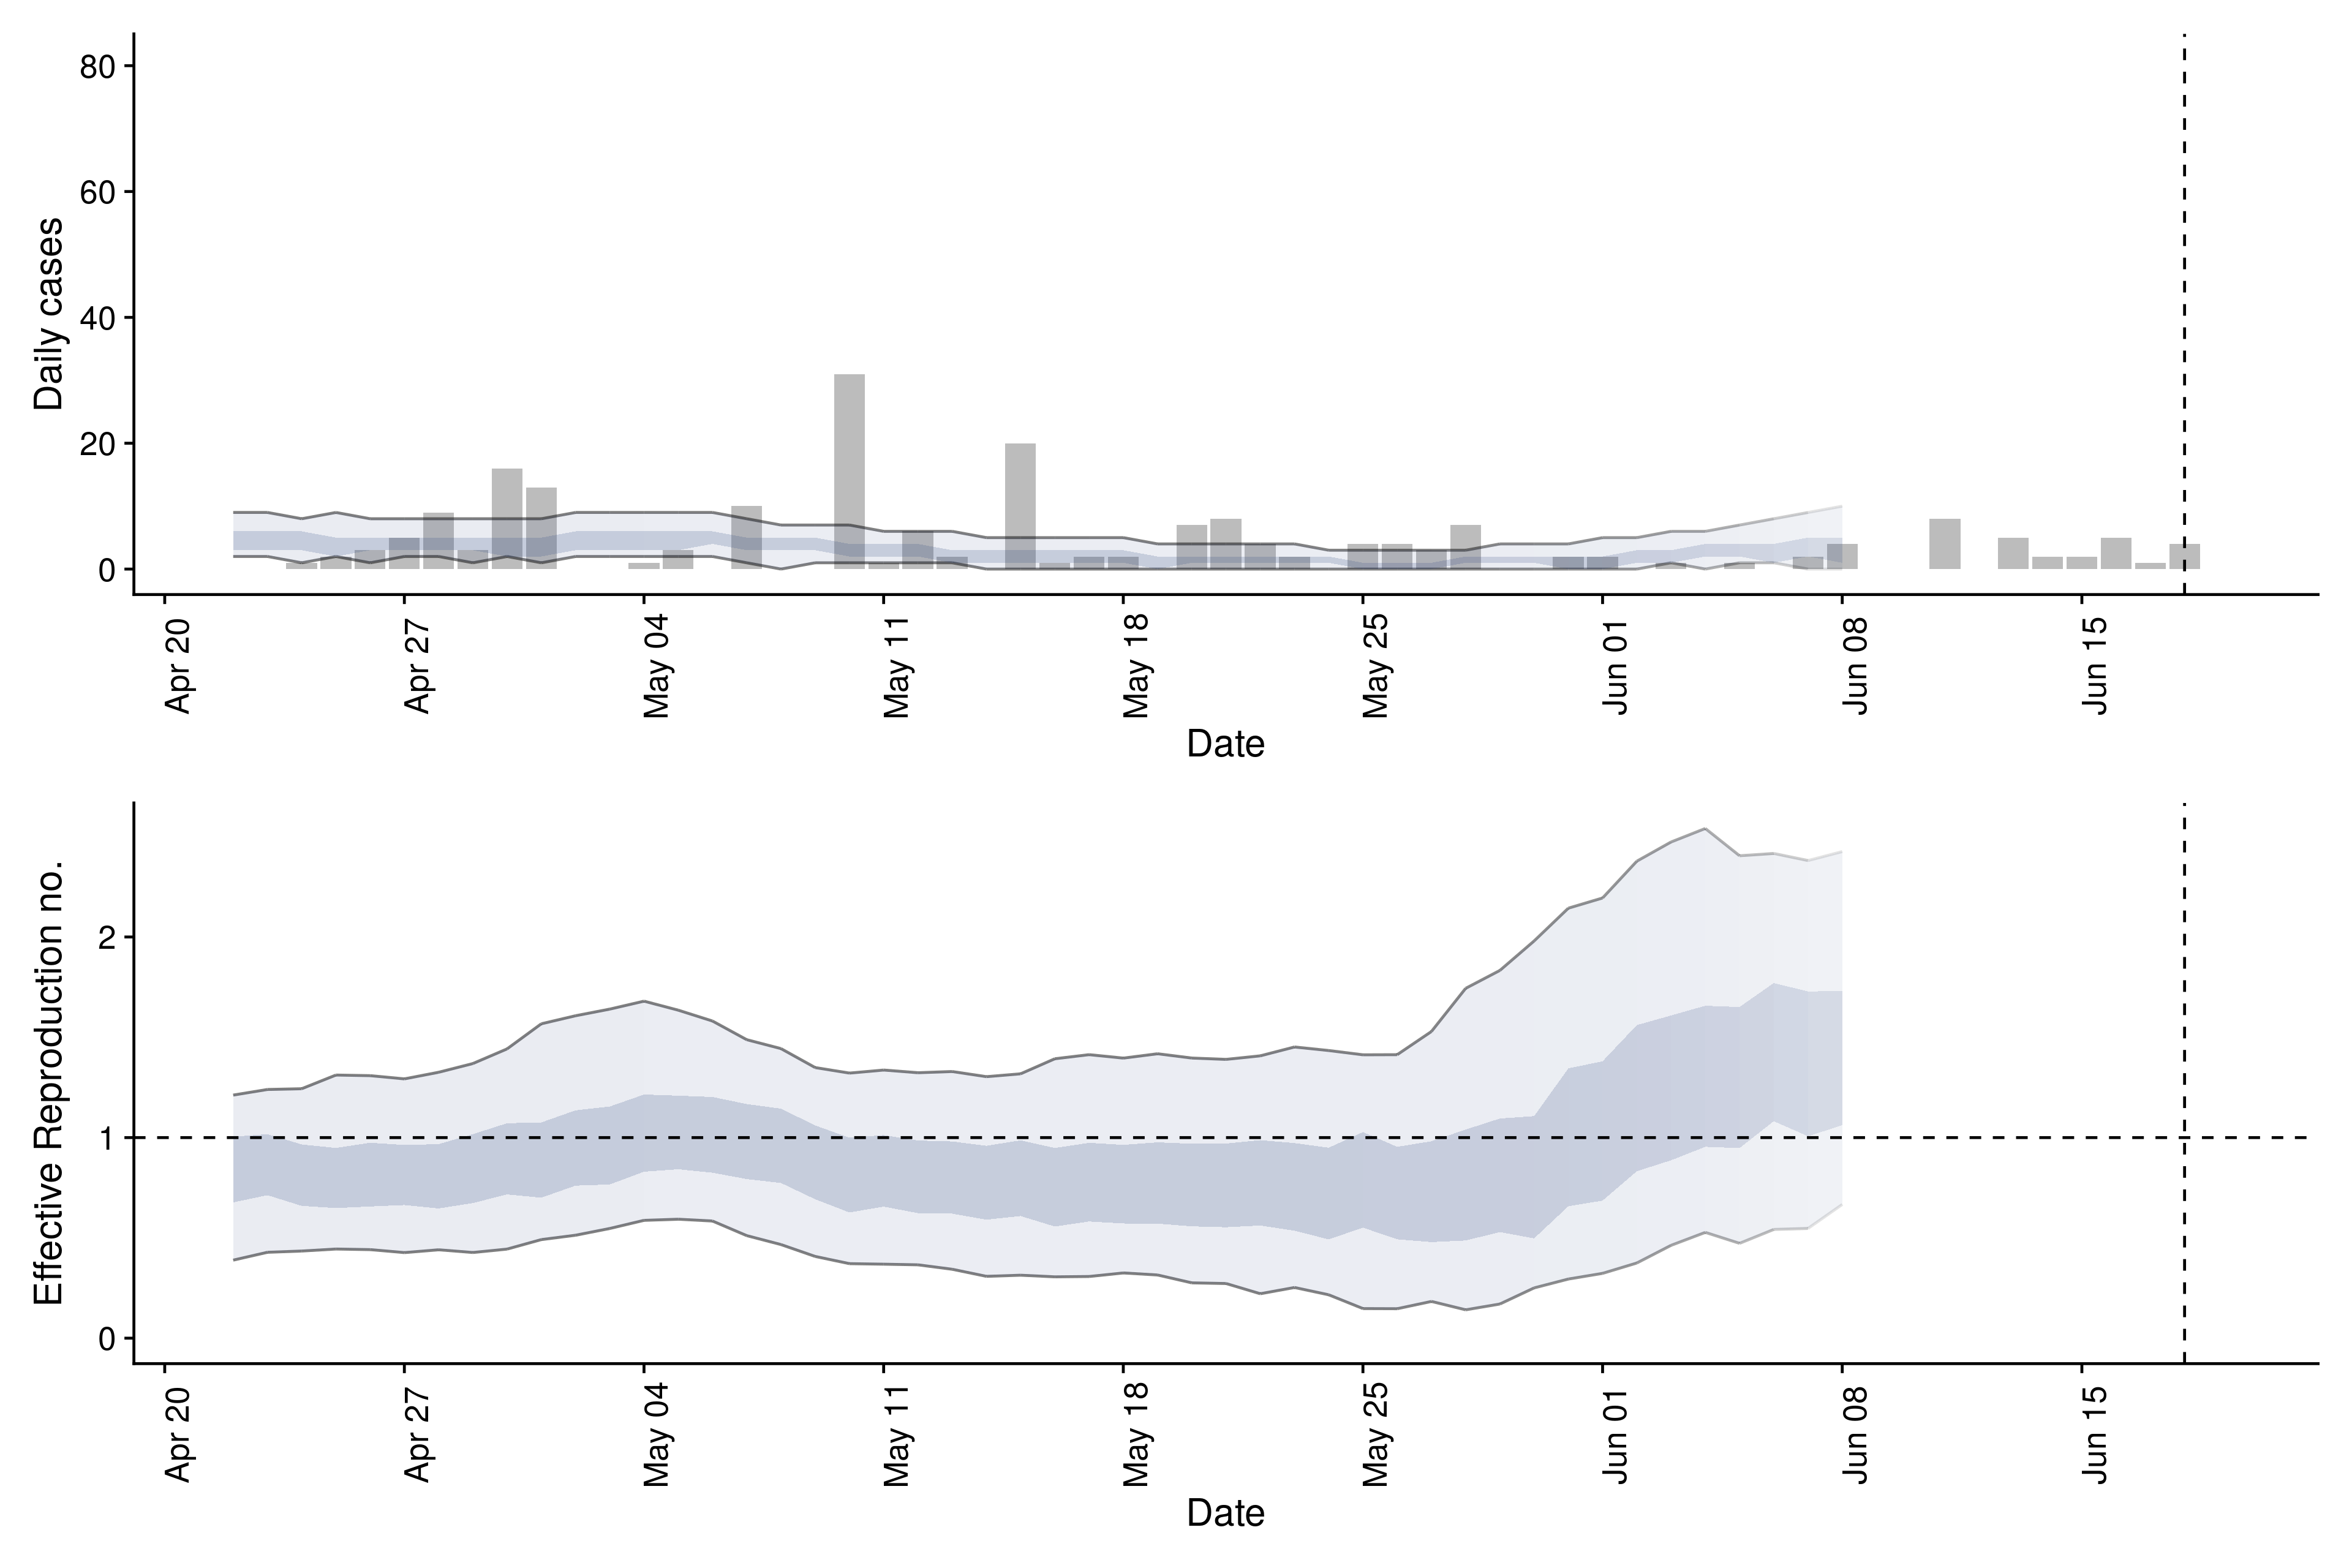 Daily cases
80
60
40
20
0
Apr 20
Apr 27
May 04
May 11
May 18
May 25
Jun 01
Jun 08
Jun 15
Date
Effective Reproduction no.
2
1
0
Apr 20
Apr 27
May 04
May 11
May 18
May 25
Jun 01
Jun 08
Jun 15
Date